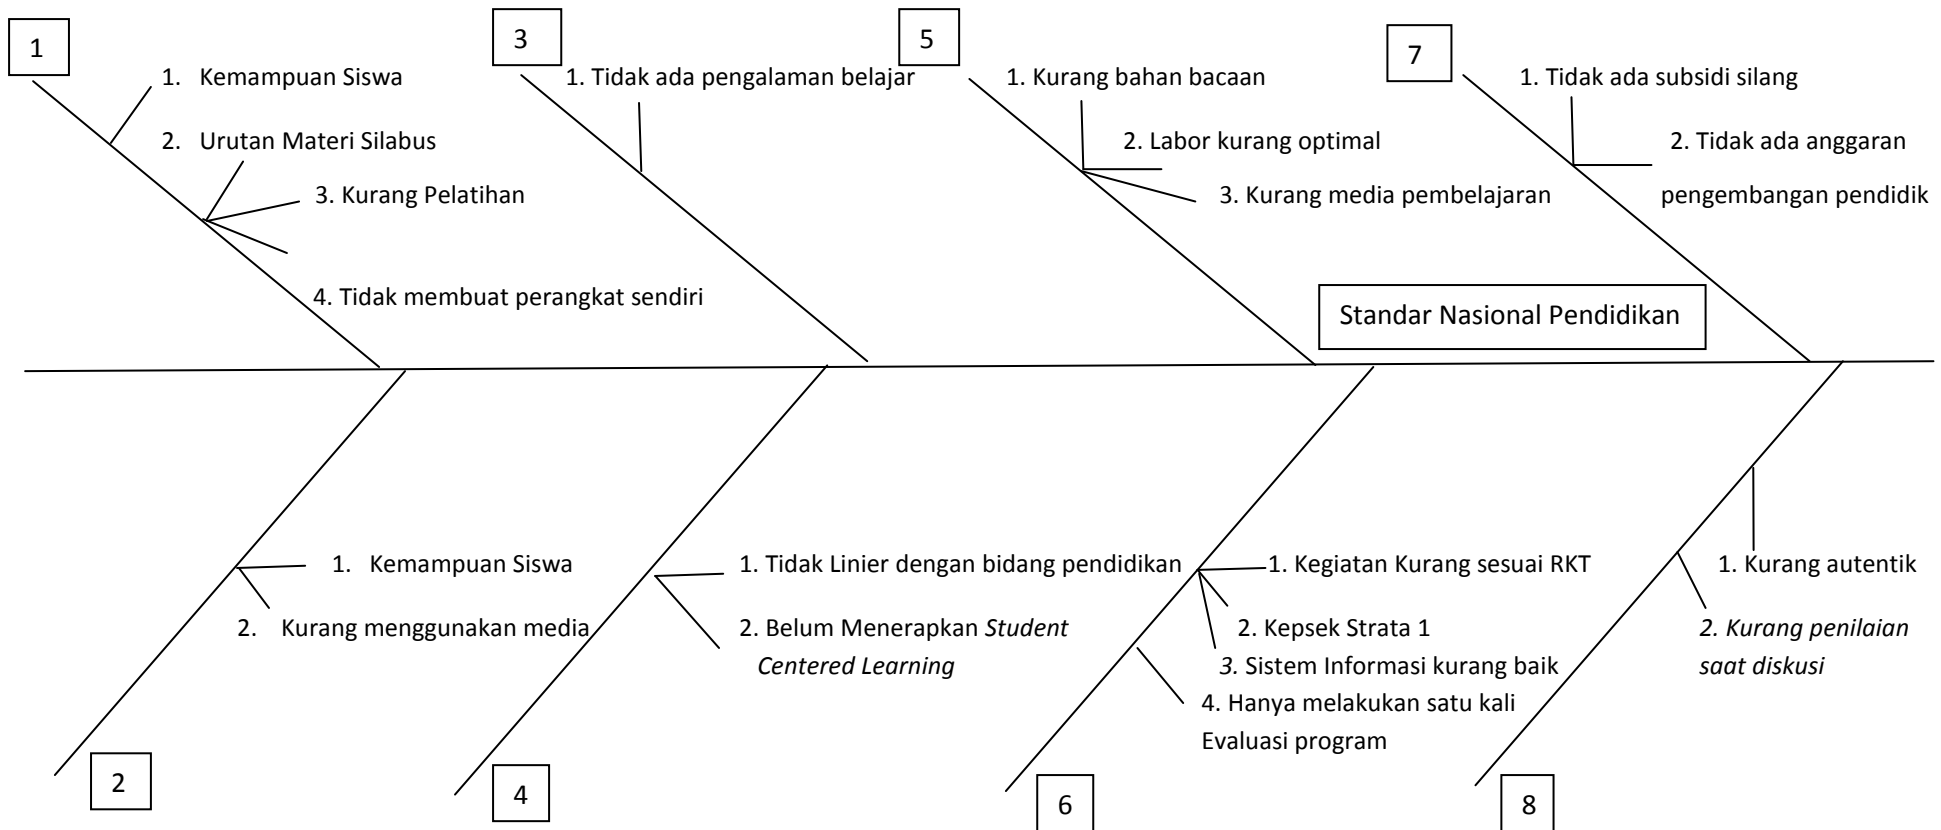 1
1. Kemampuan Siswa
2. Urutan Materi Silabus
3. Kurang Pelatihan
4. Tidak membuat perangkat sendiri
3
1. Tidak ada pengalaman belajar
5
1. Kurang bahan bacaan
2. Labor kurang optimal
3. Kurang media pembelajaran
7
1. Tidak ada subsidi silang
2. Tidak ada anggaran
pengembangan pendidik
Standar Nasional Pendidikan
1. Kemampuan Siswa
2. Kurang menggunakan media
2
1. Tidak Linier dengan bidang pendidikan
2. Belum Menerapkan Student
Centered Learning
4
1. Kegiatan Kurang sesuai RKT
2. Kepsek Strata 1
3. Sistem Informasi kurang baik
4. Hanya melakukan satu kali
Evaluasi program
6
1. Kurang autentik
2. Kurang penilaian
saat diskusi
8